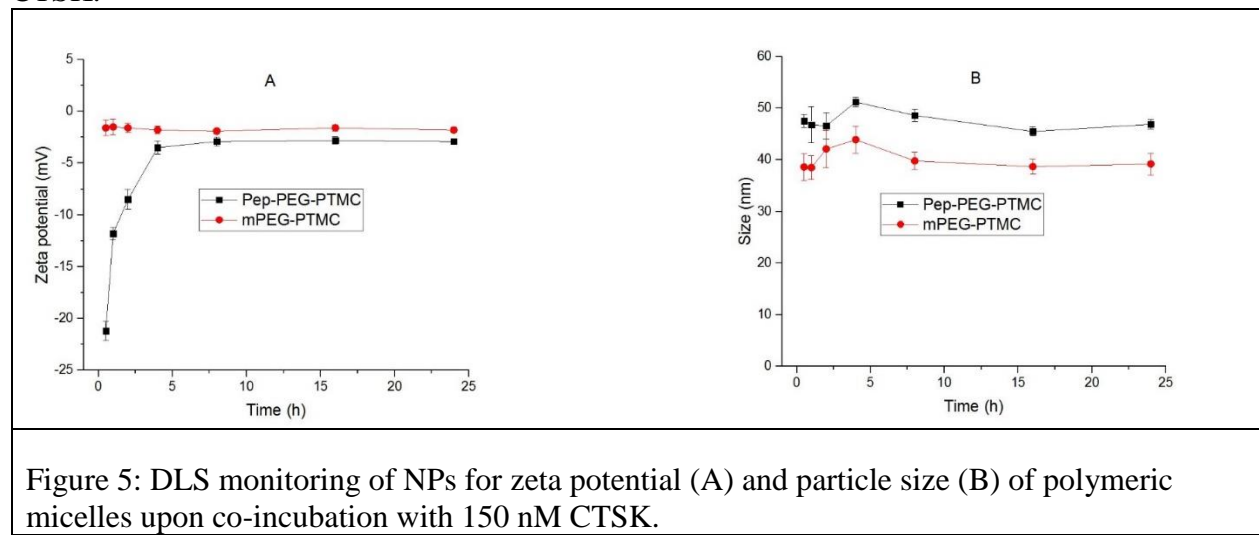 CTSK.
A
B
5
0
-5
-10
-15
-20
-25
Zeta potential (mV)
Pep-PEG-PTMC
mPEG-PTMC
0 5 10 15 20 25
Time (h)
60
50
40
30
20
10
0
Size (nm)
Pep-PEG-PTMC
mPEG-PTMC
0 5 10 15 20 25
Time (h)
Figure 5: DLS monitoring of NPs for zeta potential (A) and particle size (B) of polymeric
micelles upon co-incubation with 150 nM CTSK.